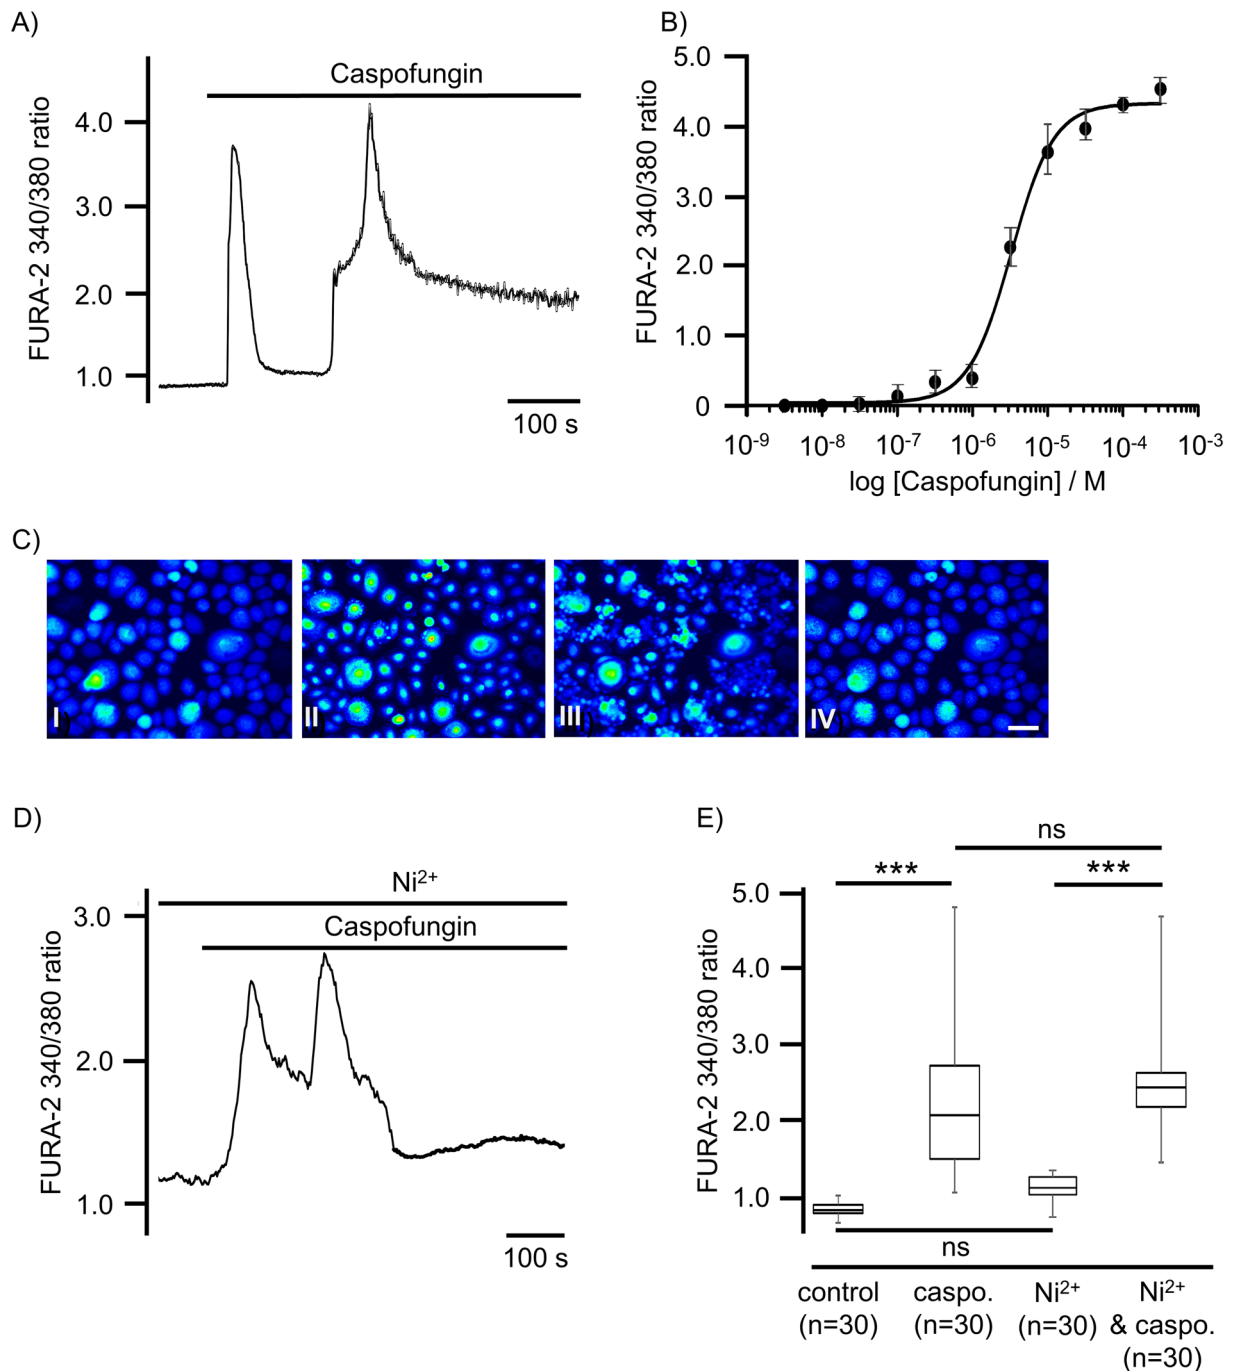 A)
Caspofungin
FURA-2 340/380 ratio
4.0
3.0
2.0
1.0
100 s
B)
FURA-2 340/380 ratio
5.0
4.0
3.0
2.0
1.0
0
10⁻⁹ 10⁻⁸ 10⁻⁷ 10⁻⁶ 10⁻⁵ 10⁻⁴ 10⁻³
log [Caspofungin] / M
C)
I) II) III) IV)
D)
Ni²⁺
Caspofungin
FURA-2 340/380 ratio
3.0
2.0
1.0
100 s
E)
ns
*** ***
FURA-2 340/380 ratio
5.0
4.0
3.0
2.0
1.0
ns
control caspo. Ni²⁺ Ni²⁺
(n=30) (n=30) (n=30) & caspo.
(n=30)